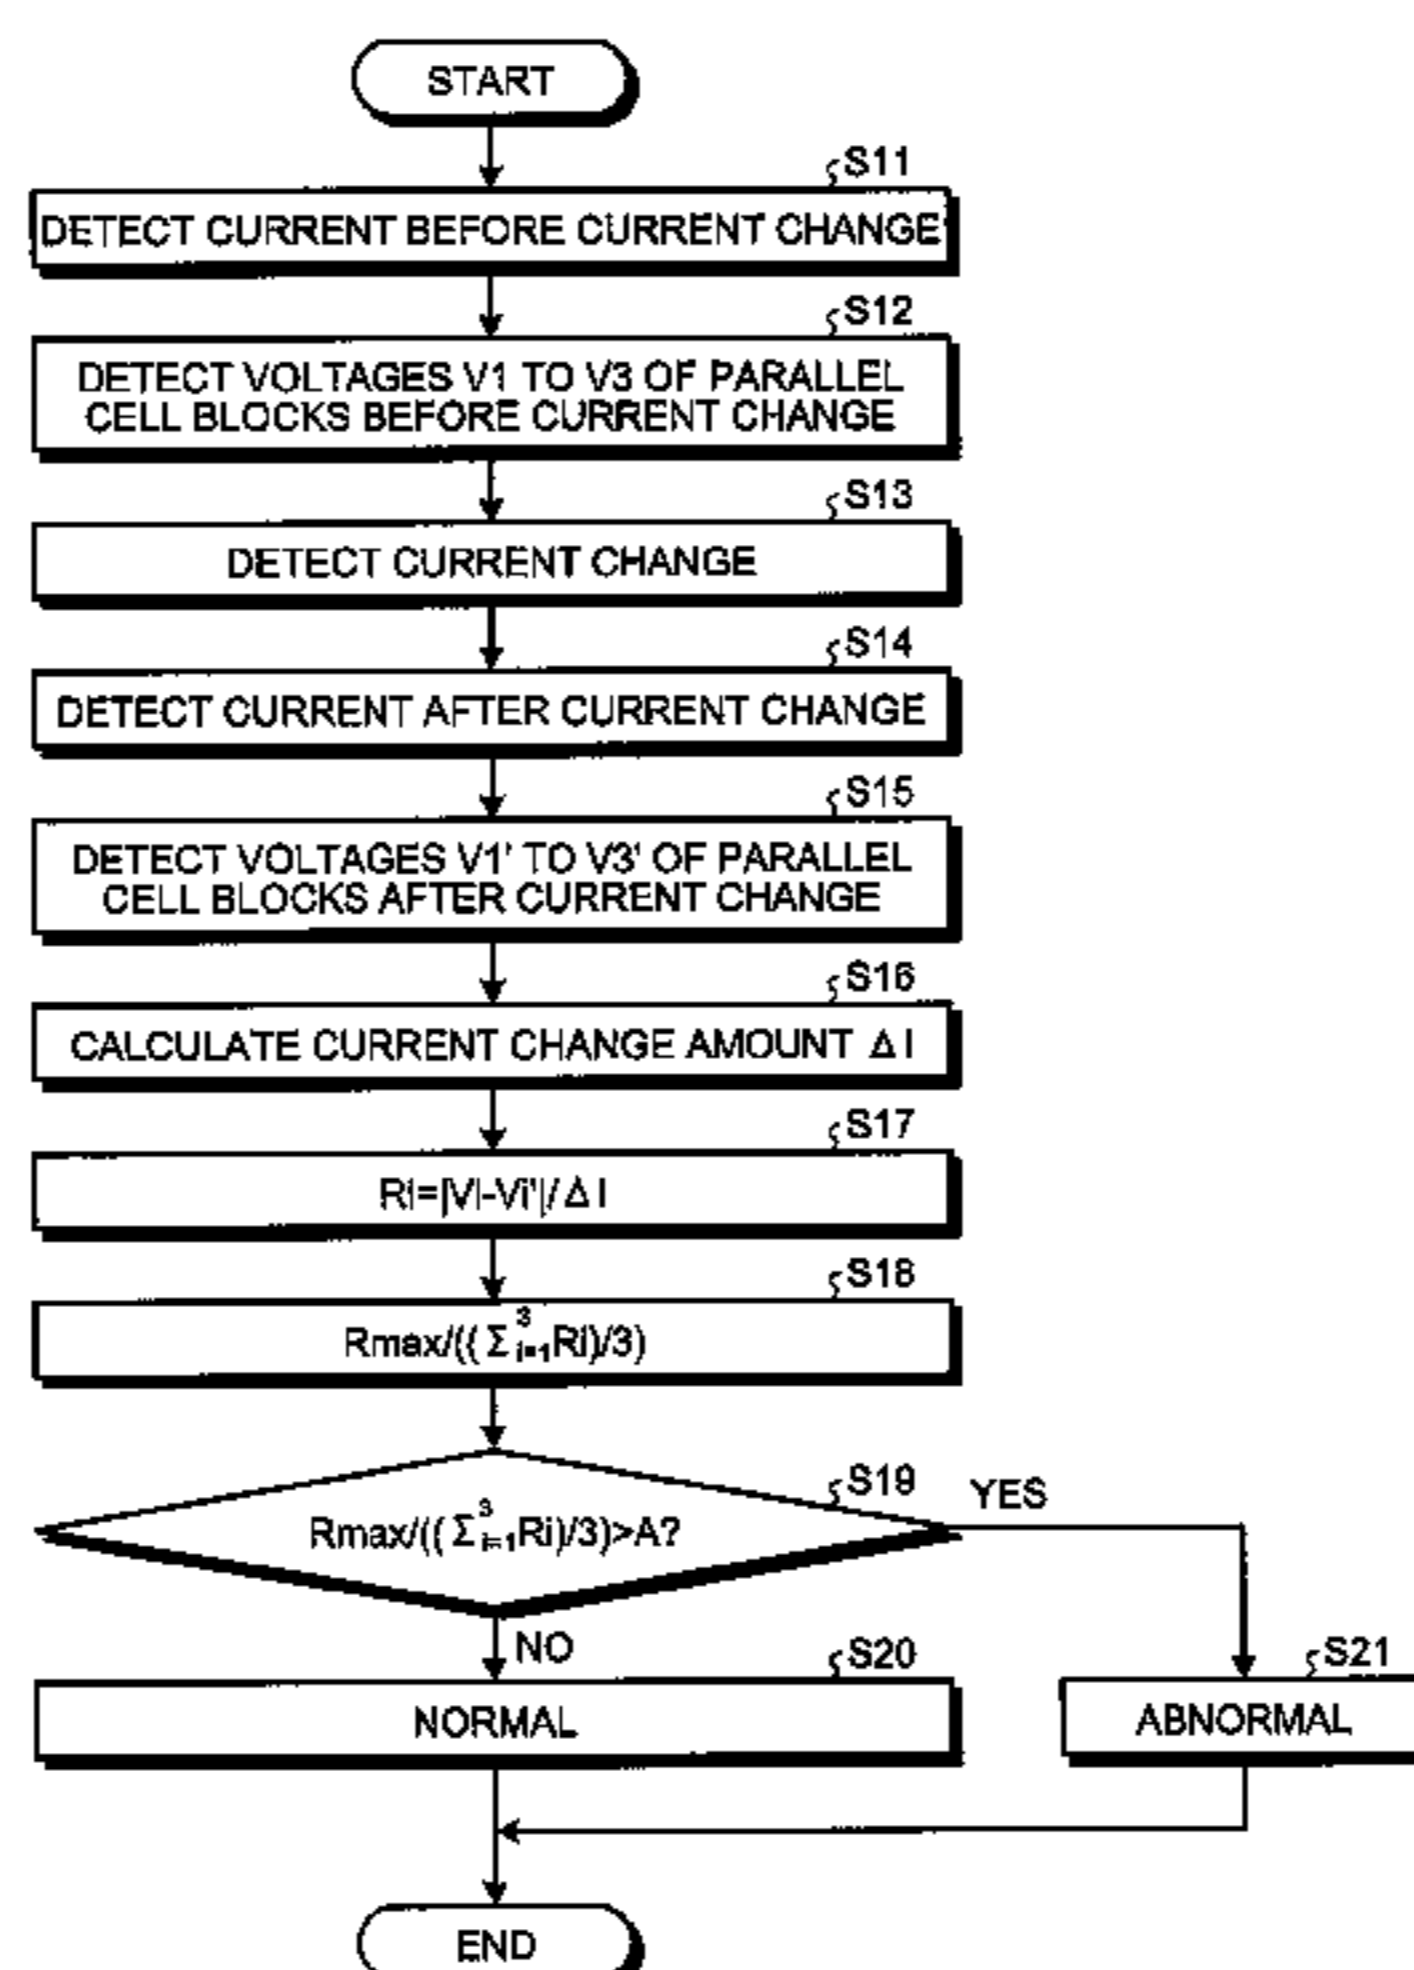 START
S11
DETECT CURRENT BEFORE CURRENT CHANGE
S12
DETECT VOLTAGES V1 TO V3 OF PARALLEL
CELL BLOCKS BEFORE CURRENT CHANGE
S13
DETECT CURRENT CHANGE
S14
DETECT CURRENT AFTER CURRENT CHANGE
S15
DETECT VOLTAGES V1' TO V3' OF PARALLEL
CELL BLOCKS AFTER CURRENT CHANGE
S16
CALCULATE CURRENT CHANGE AMOUNT ΔI
S17
Ri=|Vi-Vi'|/ΔI
S18
Rmax/((Σ³ᵢ₌₁Ri)/3)
S19
YES
Rmax/((Σ³ᵢ₌₁Ri)/3)>A?
NO
S20
S21
NORMAL
ABNORMAL
END